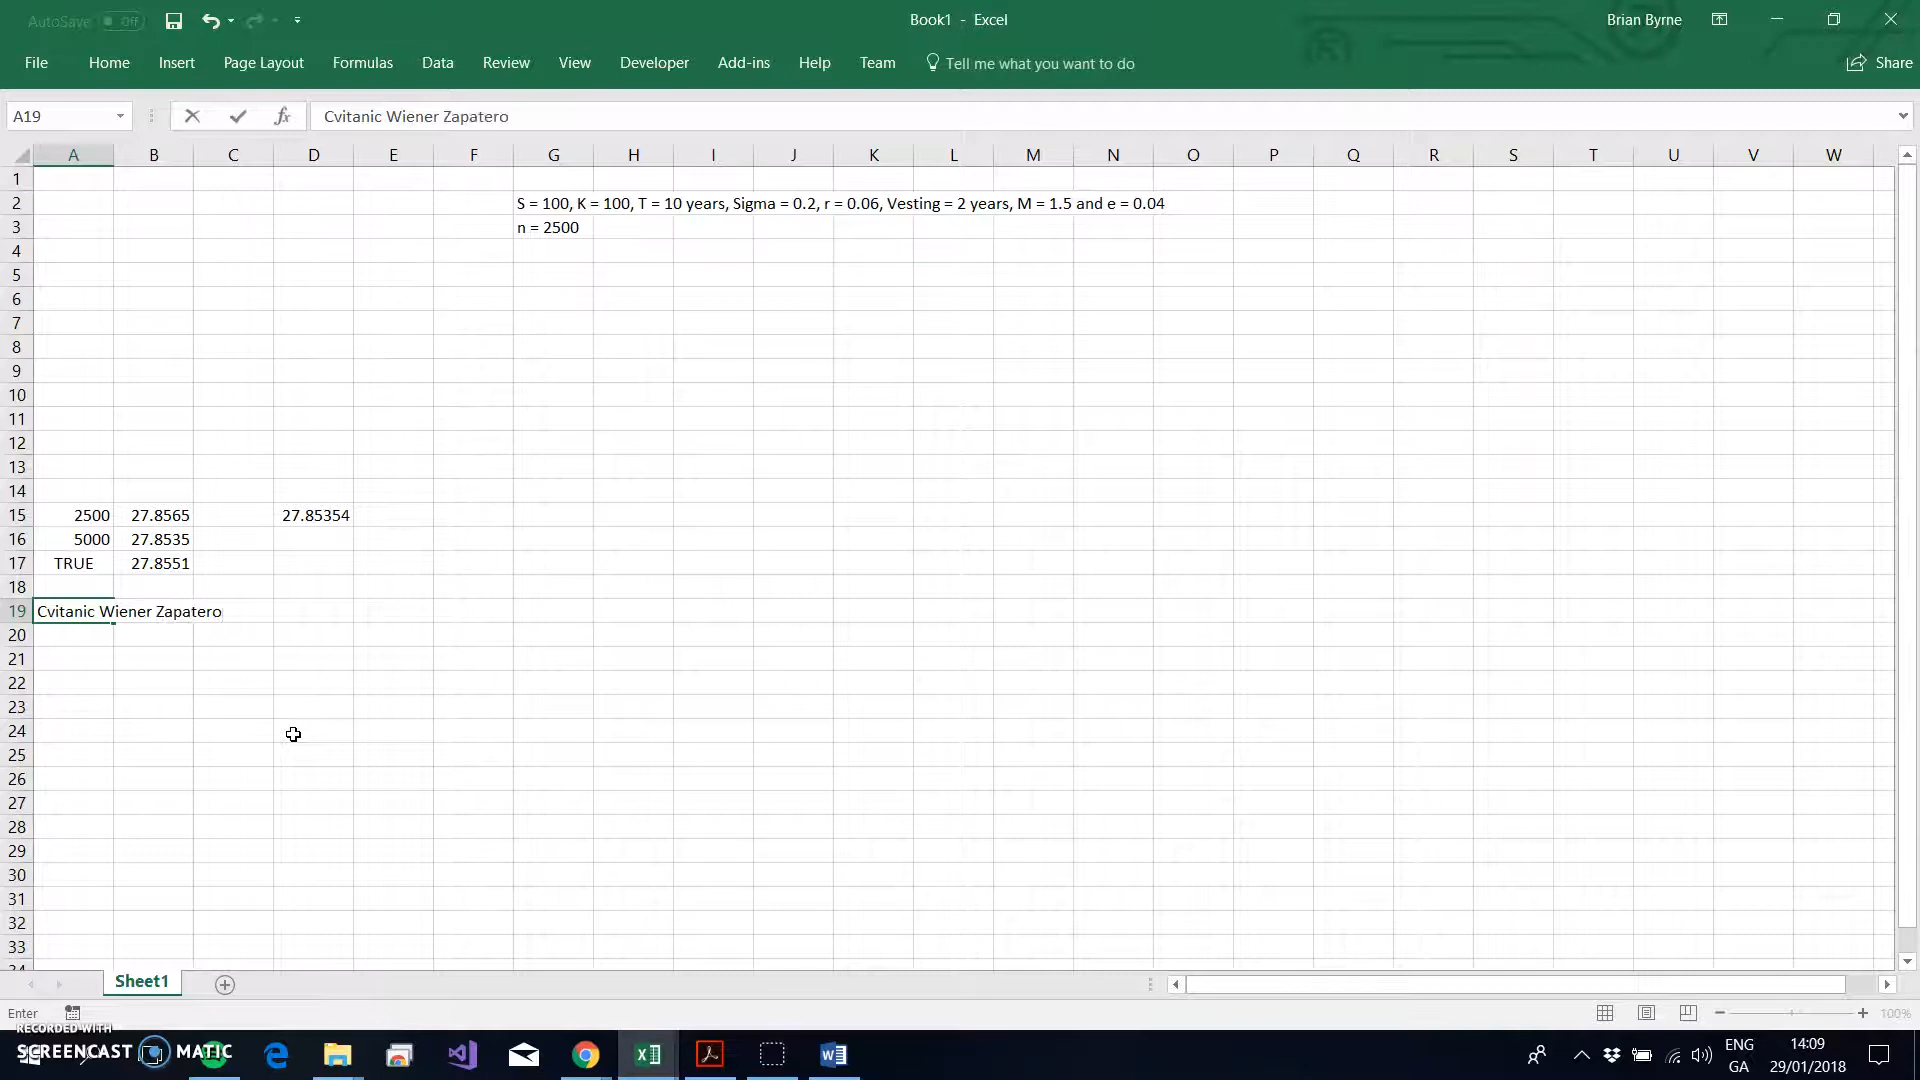 AutoSave Off
Book1 - Excel
Brian Byrne
File Home Insert Page Layout Formulas Data Review View Developer Add-ins Help Team Tell me what you want to do Share
A19 fx Cvitanic Wiener Zapatero
A B C D E F G H I J K L M N O P Q R S T U V W
1
2 S = 100, K = 100, T = 10 years, Sigma = 0.2, r = 0.06, Vesting = 2 years, M = 1.5 and e = 0.04
3 n = 2500
4
5
6
7
8
9
10
11
12
13
14
15 2500 27.8565 27.85354
16 5000 27.8535
17 TRUE 27.8551
18
19 Cvitanic Wiener Zapatero
20
21
22
23
24
25
26
27
28
29
30
31
32
33
34
Sheet1
Enter 100%
RECORDED WITH
SCREENCAST MATIC
ENG 14:09
GA 29/01/2018